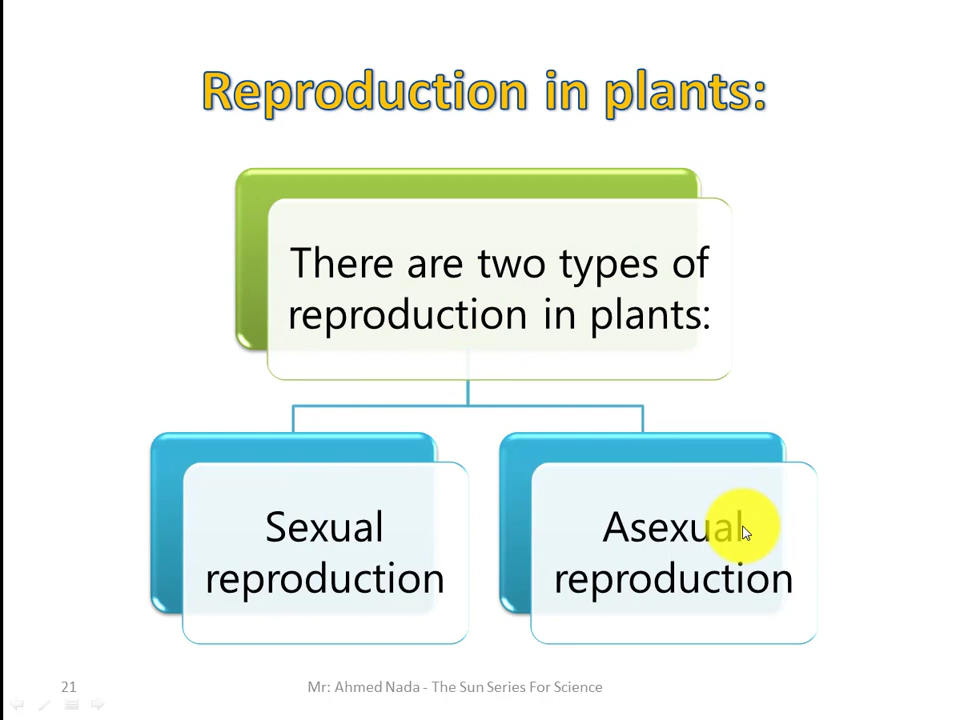 Reproduction in plants:
There are two types of
reproduction in plants:
Sexual
reproduction
Asexual
reproduction
21
Mr: Ahmed Nada - The Sun Series For Science